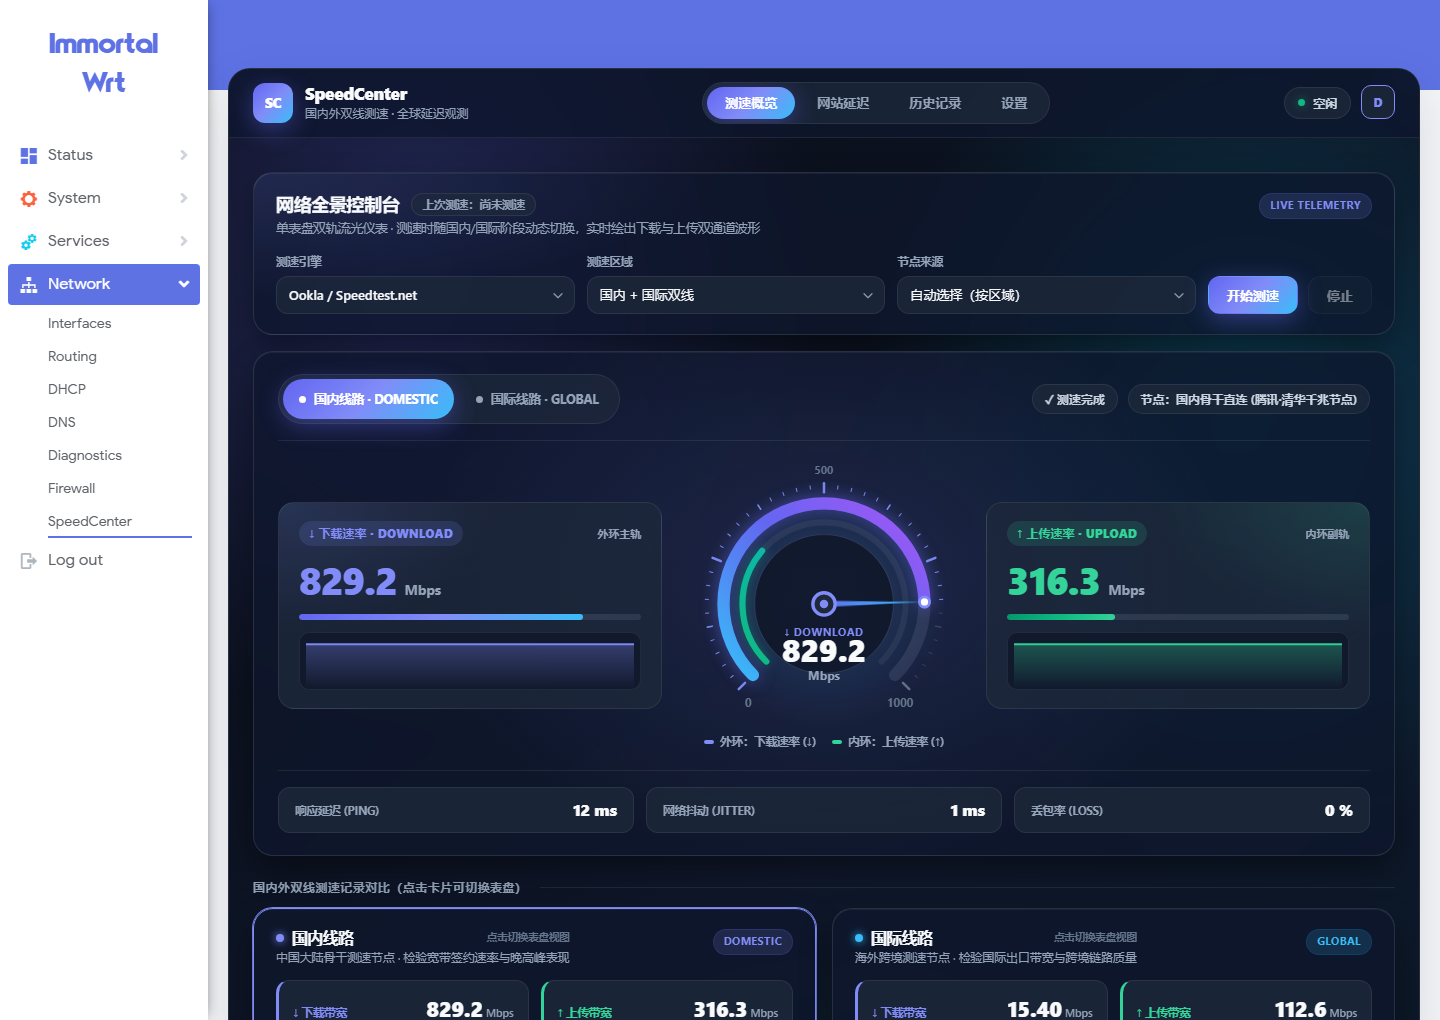 Immortal
Wrt
Status
System
Services
Network
Interfaces
Routing
DHCP
DNS
Diagnostics
Firewall
SpeedCenter
Log out
SC
SpeedCenter
国内外双线测速 · 全球延迟观测
测速概览
网站延迟
历史记录
设置
空闲
D
网络全景控制台
上次测速：尚未测速
LIVE TELEMETRY
单表盘双轨流光仪表 · 测速时随国内/国际阶段动态切换，实时绘出下载与上传双通道波形
测速引擎
测速区域
节点来源
Ookla / Speedtest.net
国内 + 国际双线
自动选择（按区域）
开始测速
停止
国内线路 · DOMESTIC
国际线路 · GLOBAL
✓ 测速完成
节点：国内骨干直连 (腾讯·清华千兆节点)
↓ 下载速率 · DOWNLOAD
外环主轨
829.2 Mbps
500
↓ DOWNLOAD
829.2
Mbps
0
1000
↑ 上传速率 · UPLOAD
内环副轨
316.3 Mbps
外环：下载速率 (↓)
内环：上传速率 (↑)
响应延迟 (PING)
12 ms
网络抖动 (JITTER)
1 ms
丢包率 (LOSS)
0 %
国内外双线测速记录对比（点击卡片可切换表盘）
国内线路
点击切换表盘视图
DOMESTIC
中国大陆骨干测速节点 · 检验宽带签约速率与晚高峰表现
↓ 下载带宽
829.2 Mbps
↑ 上传带宽
316.3 Mbps
国际线路
点击切换表盘视图
GLOBAL
海外跨境测速节点 · 检验国际出口带宽与跨境链路质量
↓ 下载带宽
15.40 Mbps
↑ 上传带宽
112.6 Mbps